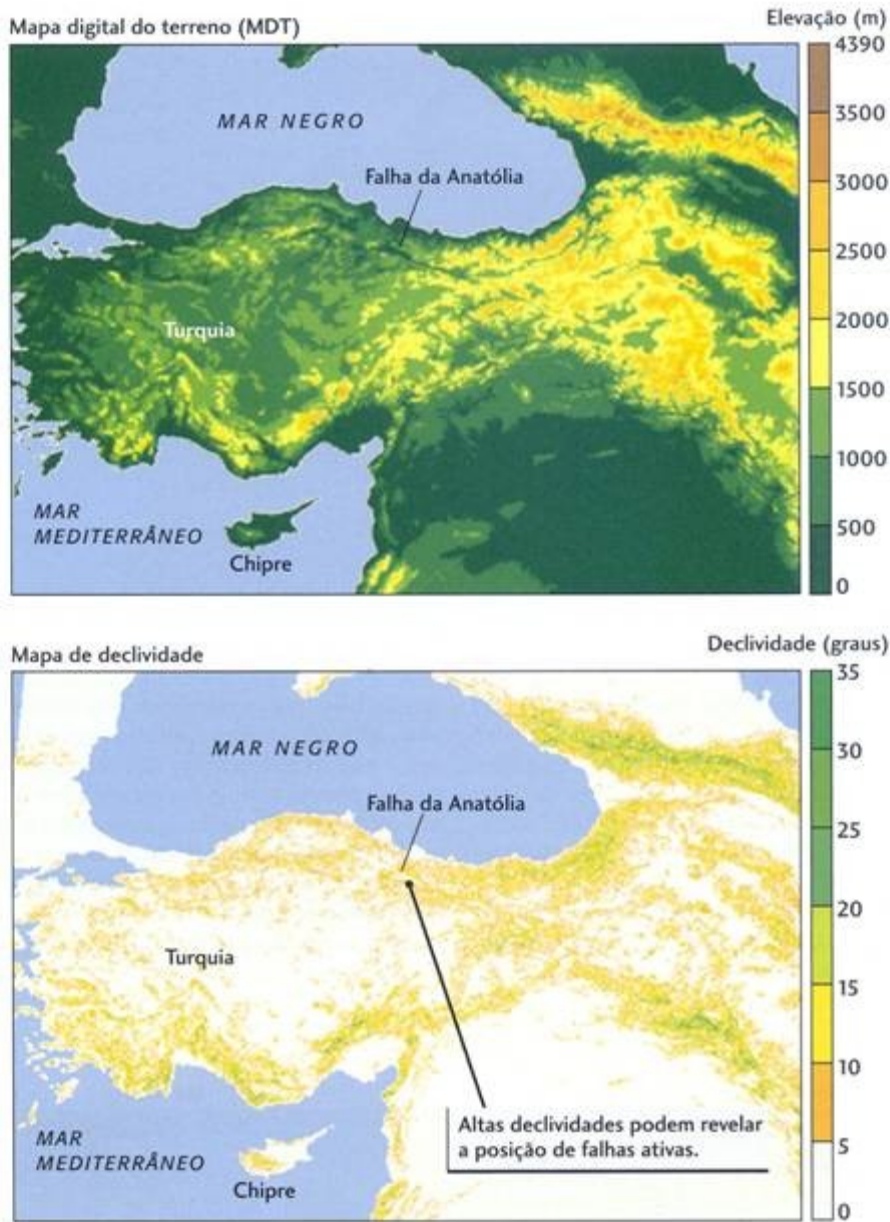 Mapa digital do terreno (MDT)
Elevação (m)
4390
3500
3000
2500
2000
1500
1000
500
0
MAR NEGRO
Falha da Anatólia
Turquia
MAR
MEDITERRÂNEO
Chipre
Mapa de declividade
Declividade (graus)
35
30
25
20
15
10
5
0
MAR NEGRO
Falha da Anatólia
Turquia
Altas declividades podem revelar
a posição de falhas ativas.
MAR
MEDITERRÂNEO
Chipre